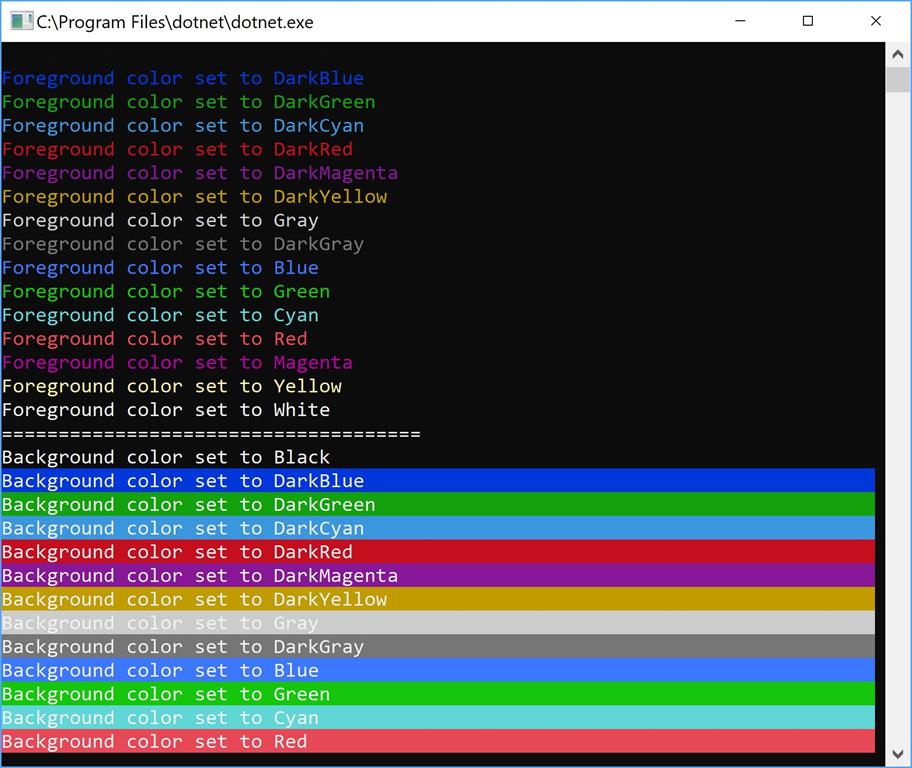 C:\Program Files\dotnet\dotnet.exe
Foreground color set to DarkBlue
Foreground color set to DarkGreen
Foreground color set to DarkCyan
Foreground color set to DarkRed
Foreground color set to DarkMagenta
Foreground color set to DarkYellow
Foreground color set to Gray
Foreground color set to DarkGray
Foreground color set to Blue
Foreground color set to Green
Foreground color set to Cyan
Foreground color set to Red
Foreground color set to Magenta
Foreground color set to Yellow
Foreground color set to White
=====================================
Background color set to Black
Background color set to DarkBlue
Background color set to DarkGreen
Background color set to DarkCyan
Background color set to DarkRed
Background color set to DarkMagenta
Background color set to DarkYellow
Background color set to Gray
Background color set to DarkGray
Background color set to Blue
Background color set to Green
Background color set to Cyan
Background color set to Red